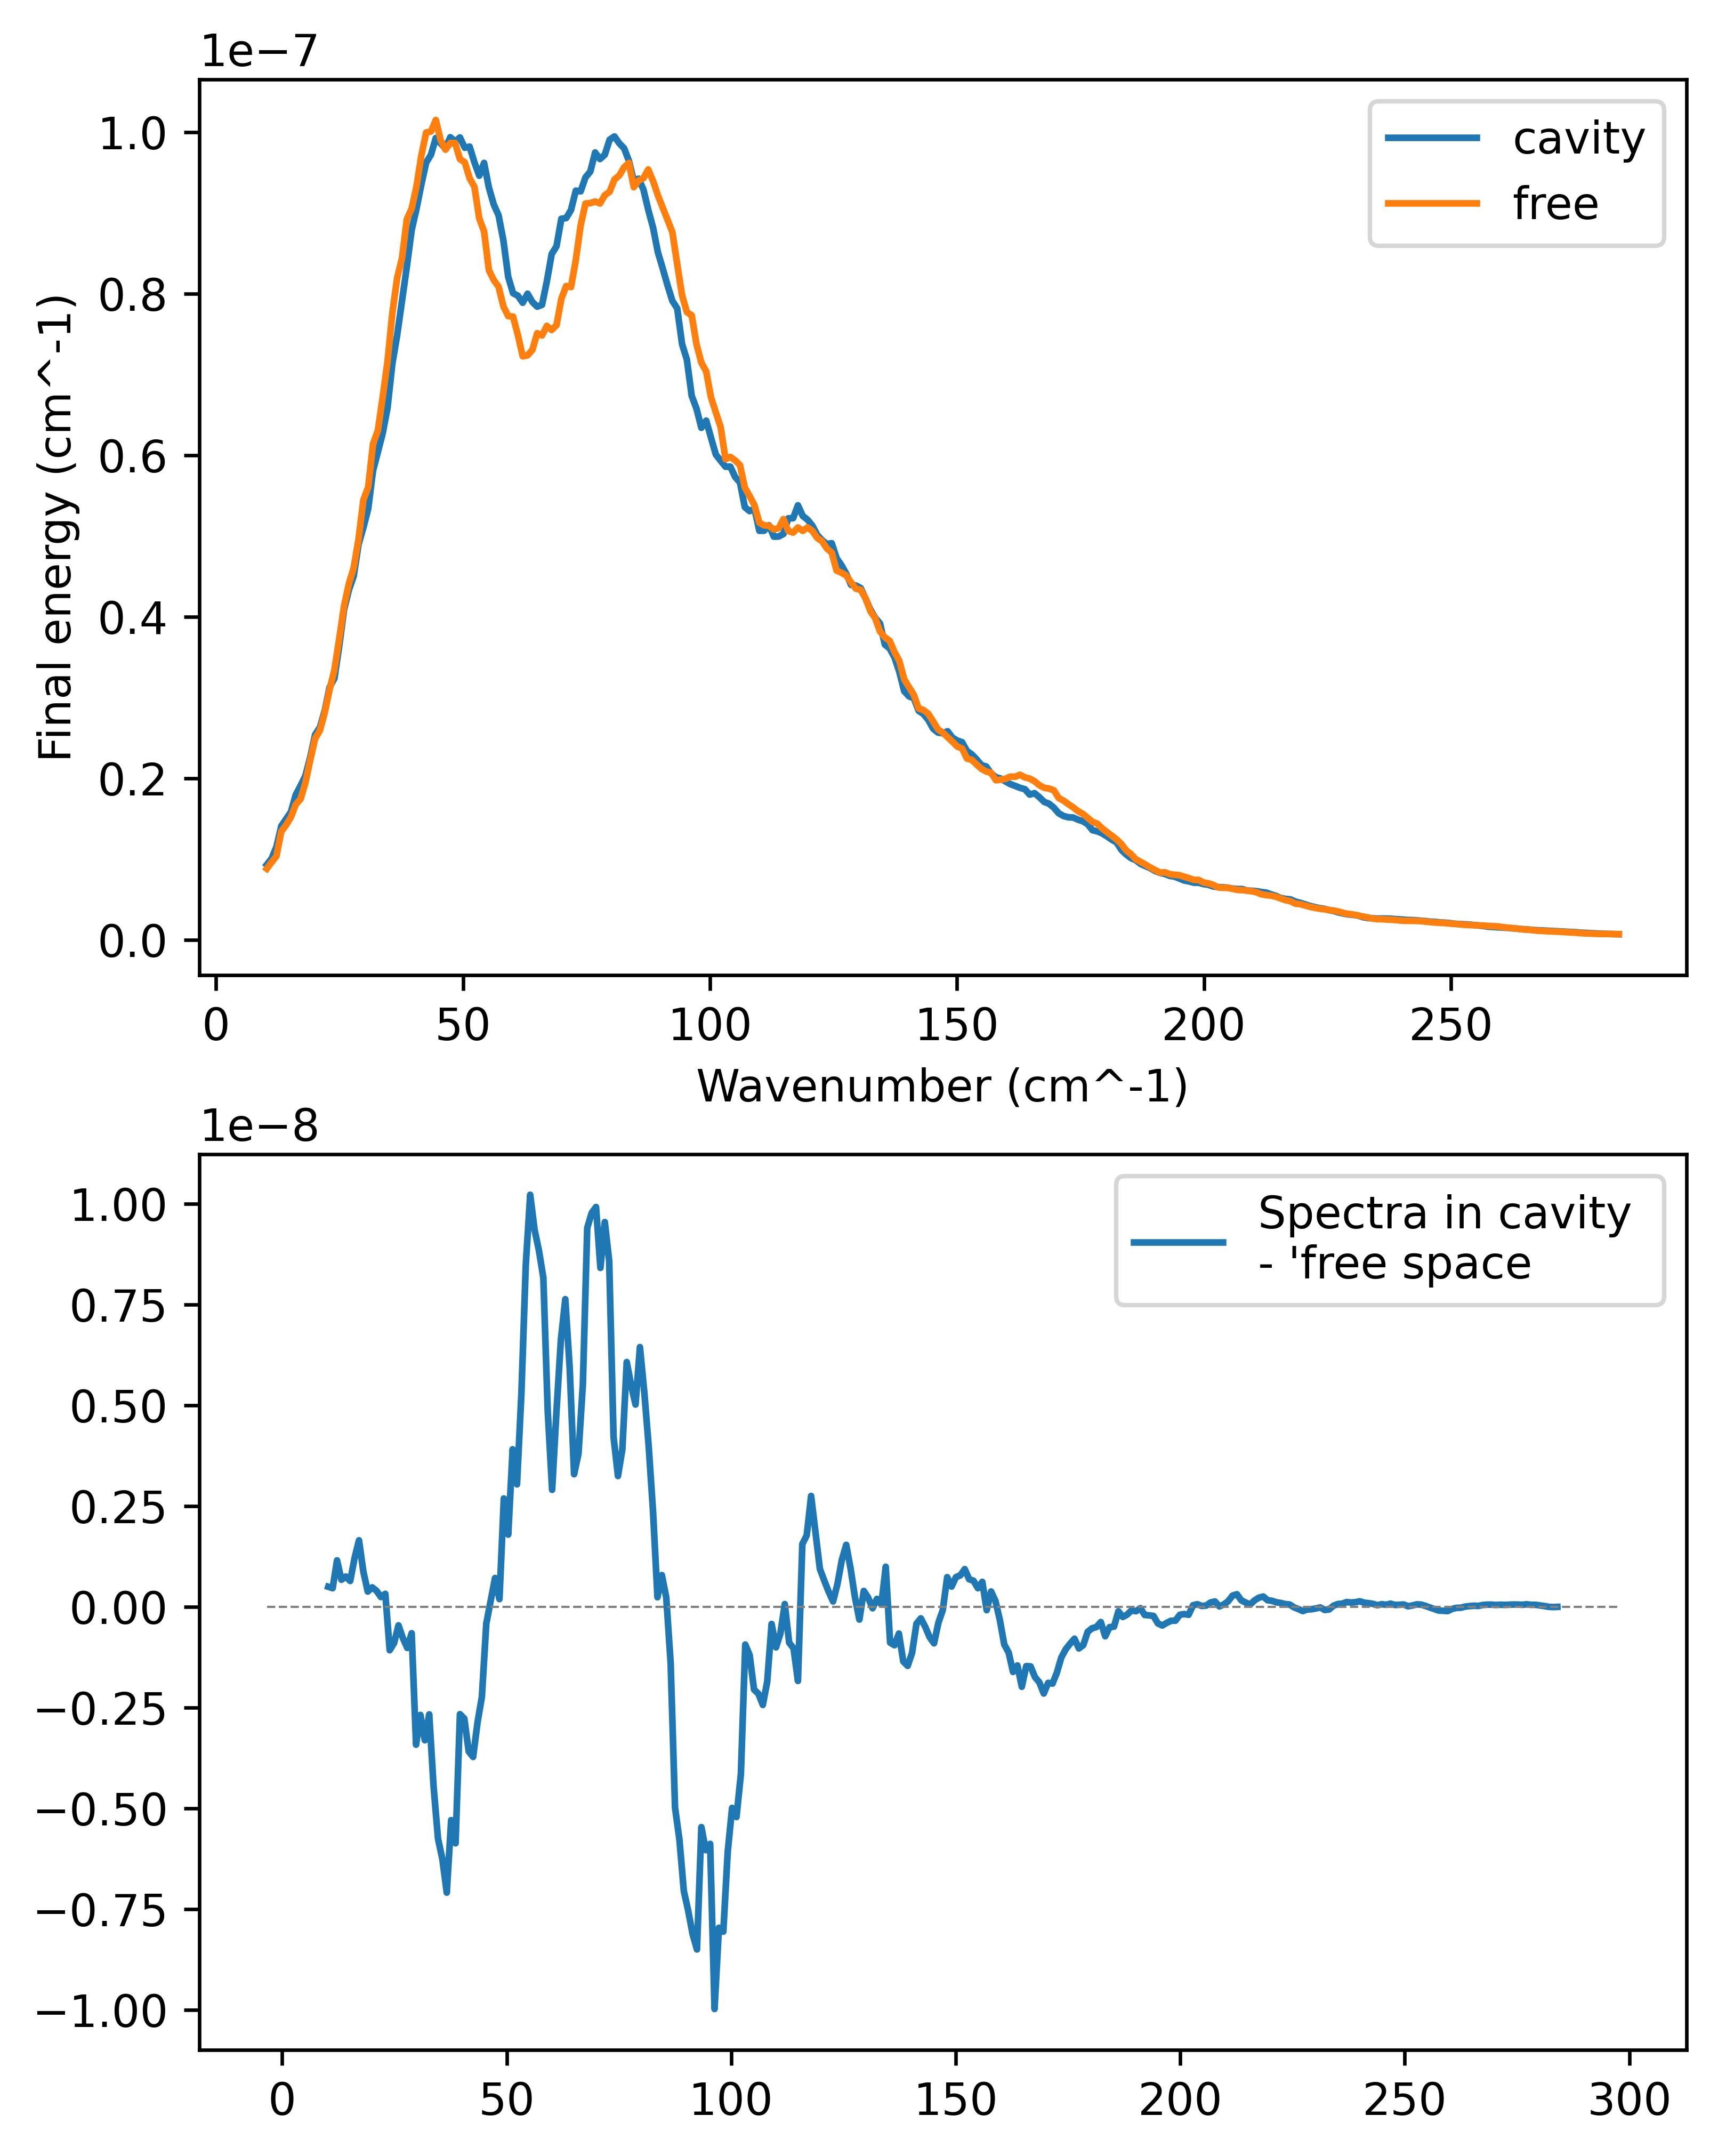 1e−7
1.0
0.8
0.6
0.4
0.2
0.0
Final energy (cm^-1)
cavity
free
0 50 100 150 200 250
Wavenumber (cm^-1)
1e−8
1.00
0.75
0.50
0.25
0.00
−0.25
−0.50
−0.75
−1.00
Spectra in cavity
- 'free space
0 50 100 150 200 250 300